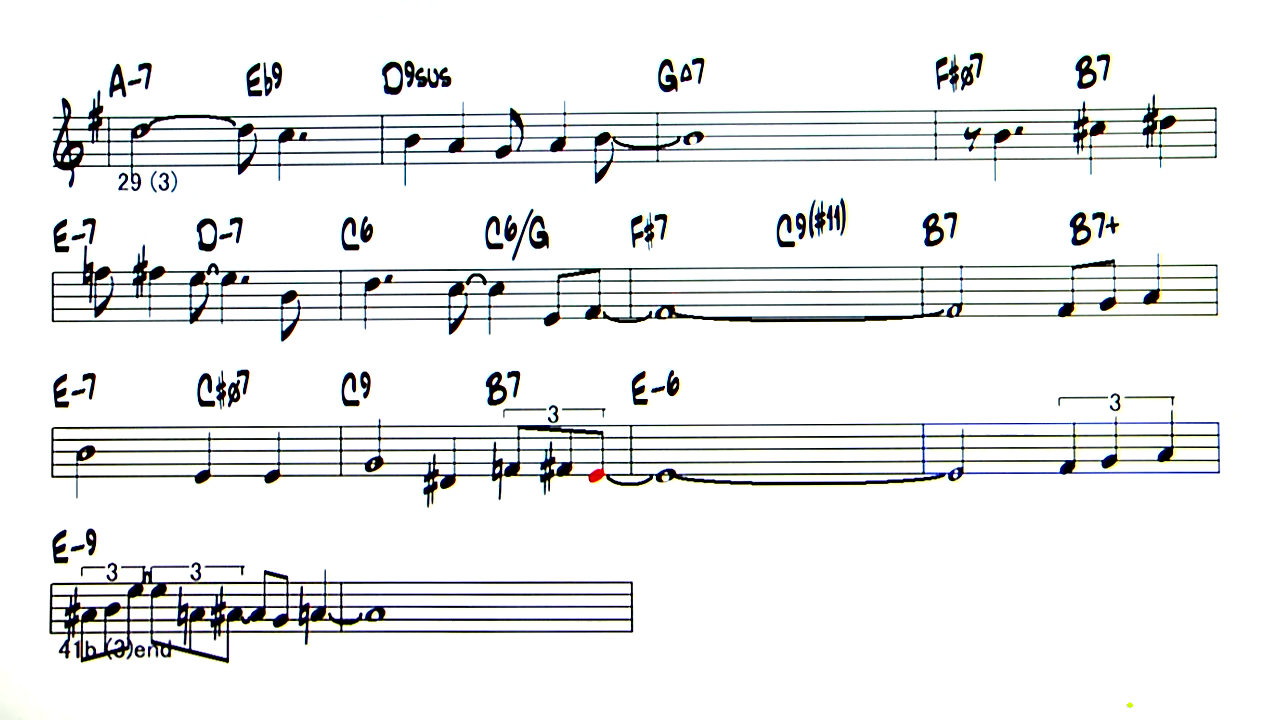 A-7 Eb9 D9sus G△7 F#ø7 B7
29 (3)
E-7 D-7 C6 C6/G F#7 C9(#11) B7 B7+
E-7 C#ø7 C9 B7 E-6
3 3
E-9
3 3
41b (3)end